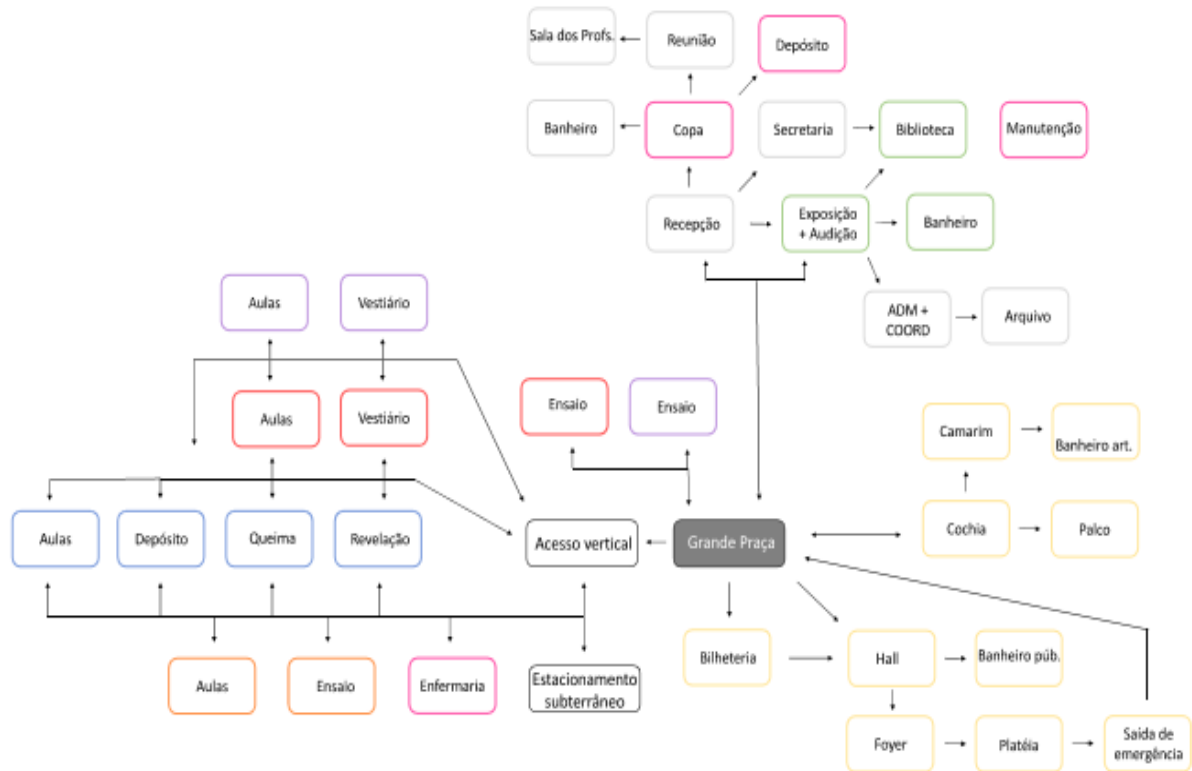 Sala dos Profs.
Reunião
Depósito
Banheiro
Copa
Secretaria
Biblioteca
Manutenção
Recepção
Exposição
+ Audição
Banheiro
Aulas
Vestiário
ADM +
COORD
Arquivo
Aulas
Vestiário
Ensaio
Ensaio
Camarim
Banheiro art.
Aulas
Depósito
Queima
Revelação
Acesso vertical
Grande Praça
Cochia
Palco
Aulas
Ensaio
Enfermaria
Estacionamento
subterrâneo
Bilheteria
Hall
Banheiro púb.
Foyer
Platéia
Saída de
emergência